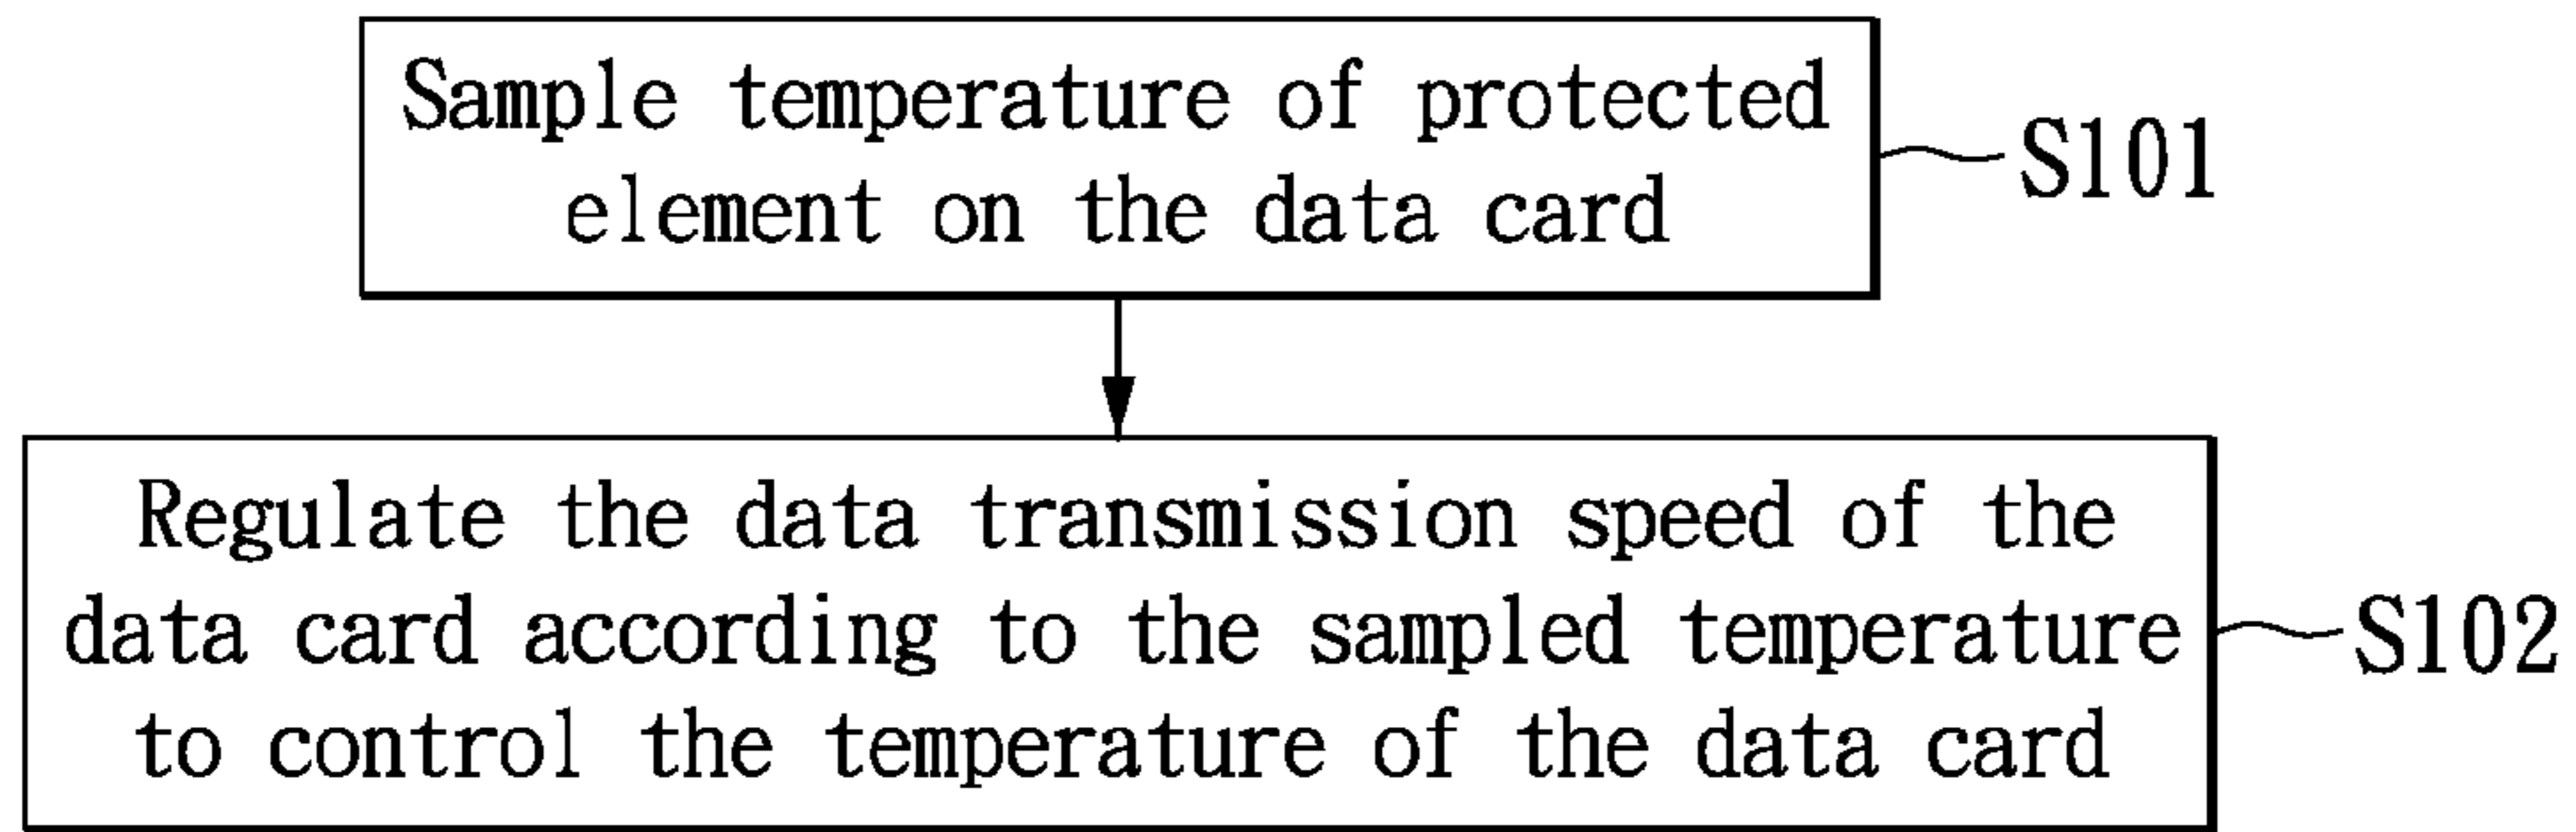 Sample temperature of protected
element on the data card
S101
Regulate the data transmission speed of the
data card according to the sampled temperature
to control the temperature of the data card
S102